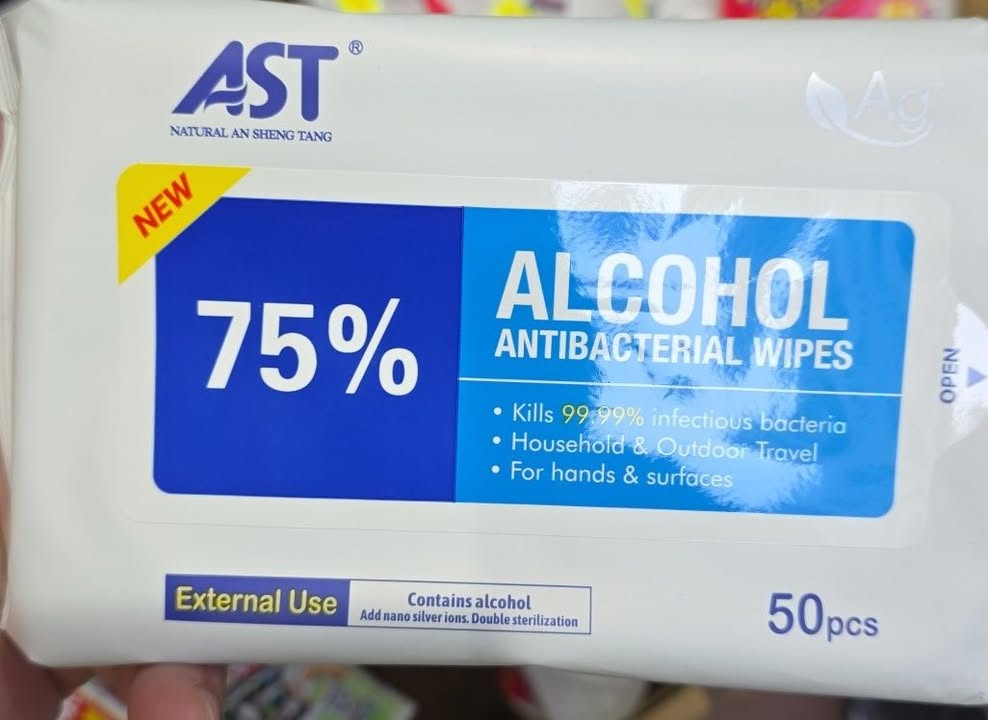 AST®
NATURAL AN SHENG TANG
Ag+
NEW
75%
ALCOHOL
ANTIBACTERIAL WIPES
• Kills 99.99% infectious bacteria
• Household & Outdoor Travel
• For hands & surfaces
OPEN
External Use
Contains alcohol
Add nano silver ions. Double sterilization
50pcs